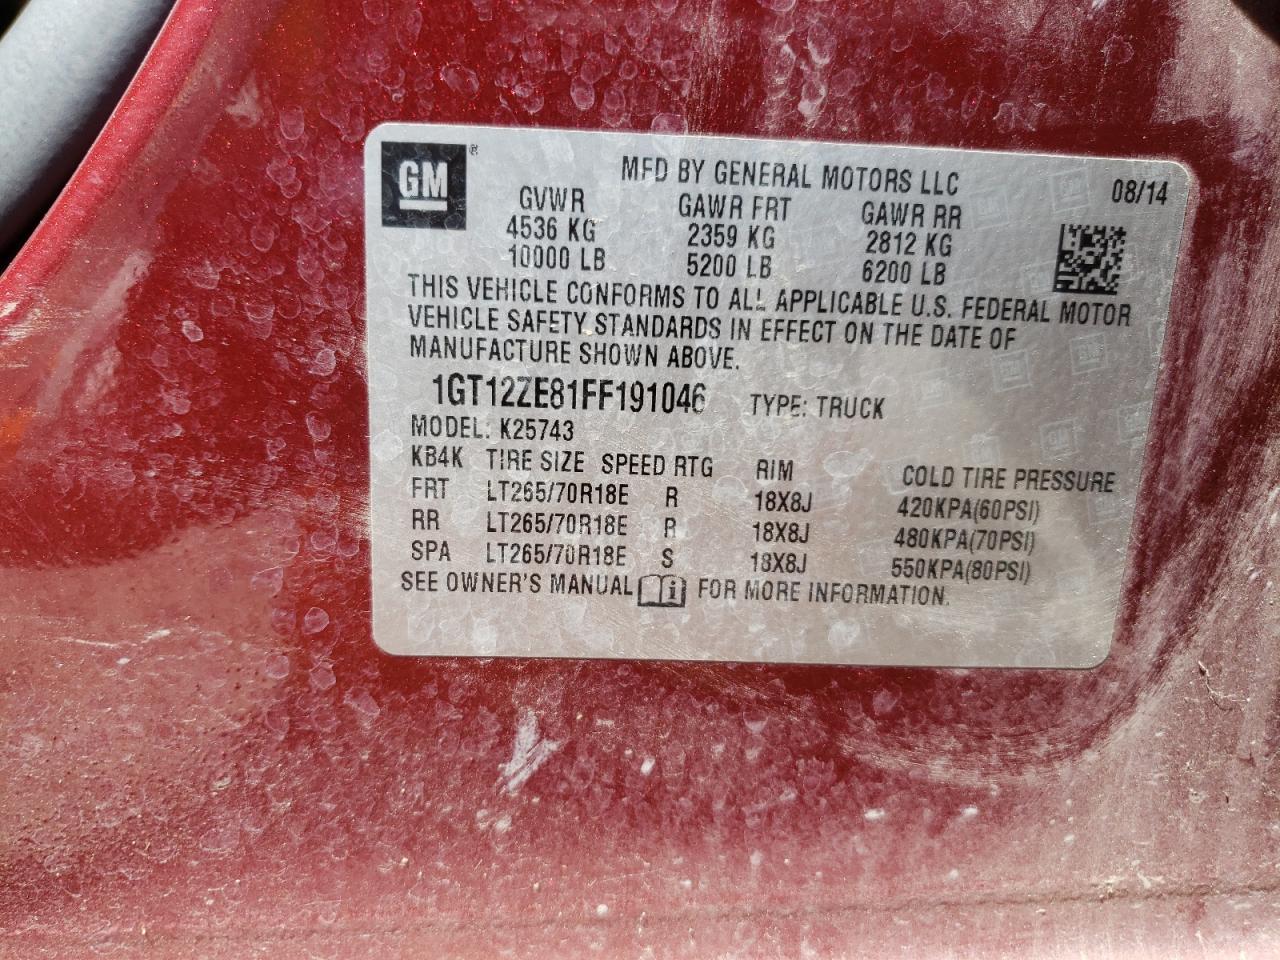 GM®
MFD BY GENERAL MOTORS LLC 08/14
GVWR GAWR FRT GAWR RR
4536 KG 2359 KG 2812 KG
10000 LB 5200 LB 6200 LB
THIS VEHICLE CONFORMS TO ALL APPLICABLE U.S. FEDERAL MOTOR
VEHICLE SAFETY STANDARDS IN EFFECT ON THE DATE OF
MANUFACTURE SHOWN ABOVE.
1GT12ZE81FF191046 TYPE: TRUCK
MODEL: K25743
KB4K TIRE SIZE SPEED RTG RIM COLD TIRE PRESSURE
FRT LT265/70R18E R 18X8J 420KPA(60PSI)
RR LT265/70R18E R 18X8J 480KPA(70PSI)
SPA LT265/70R18E S 18X8J 550KPA(80PSI)
SEE OWNER'S MANUAL FOR MORE INFORMATION.